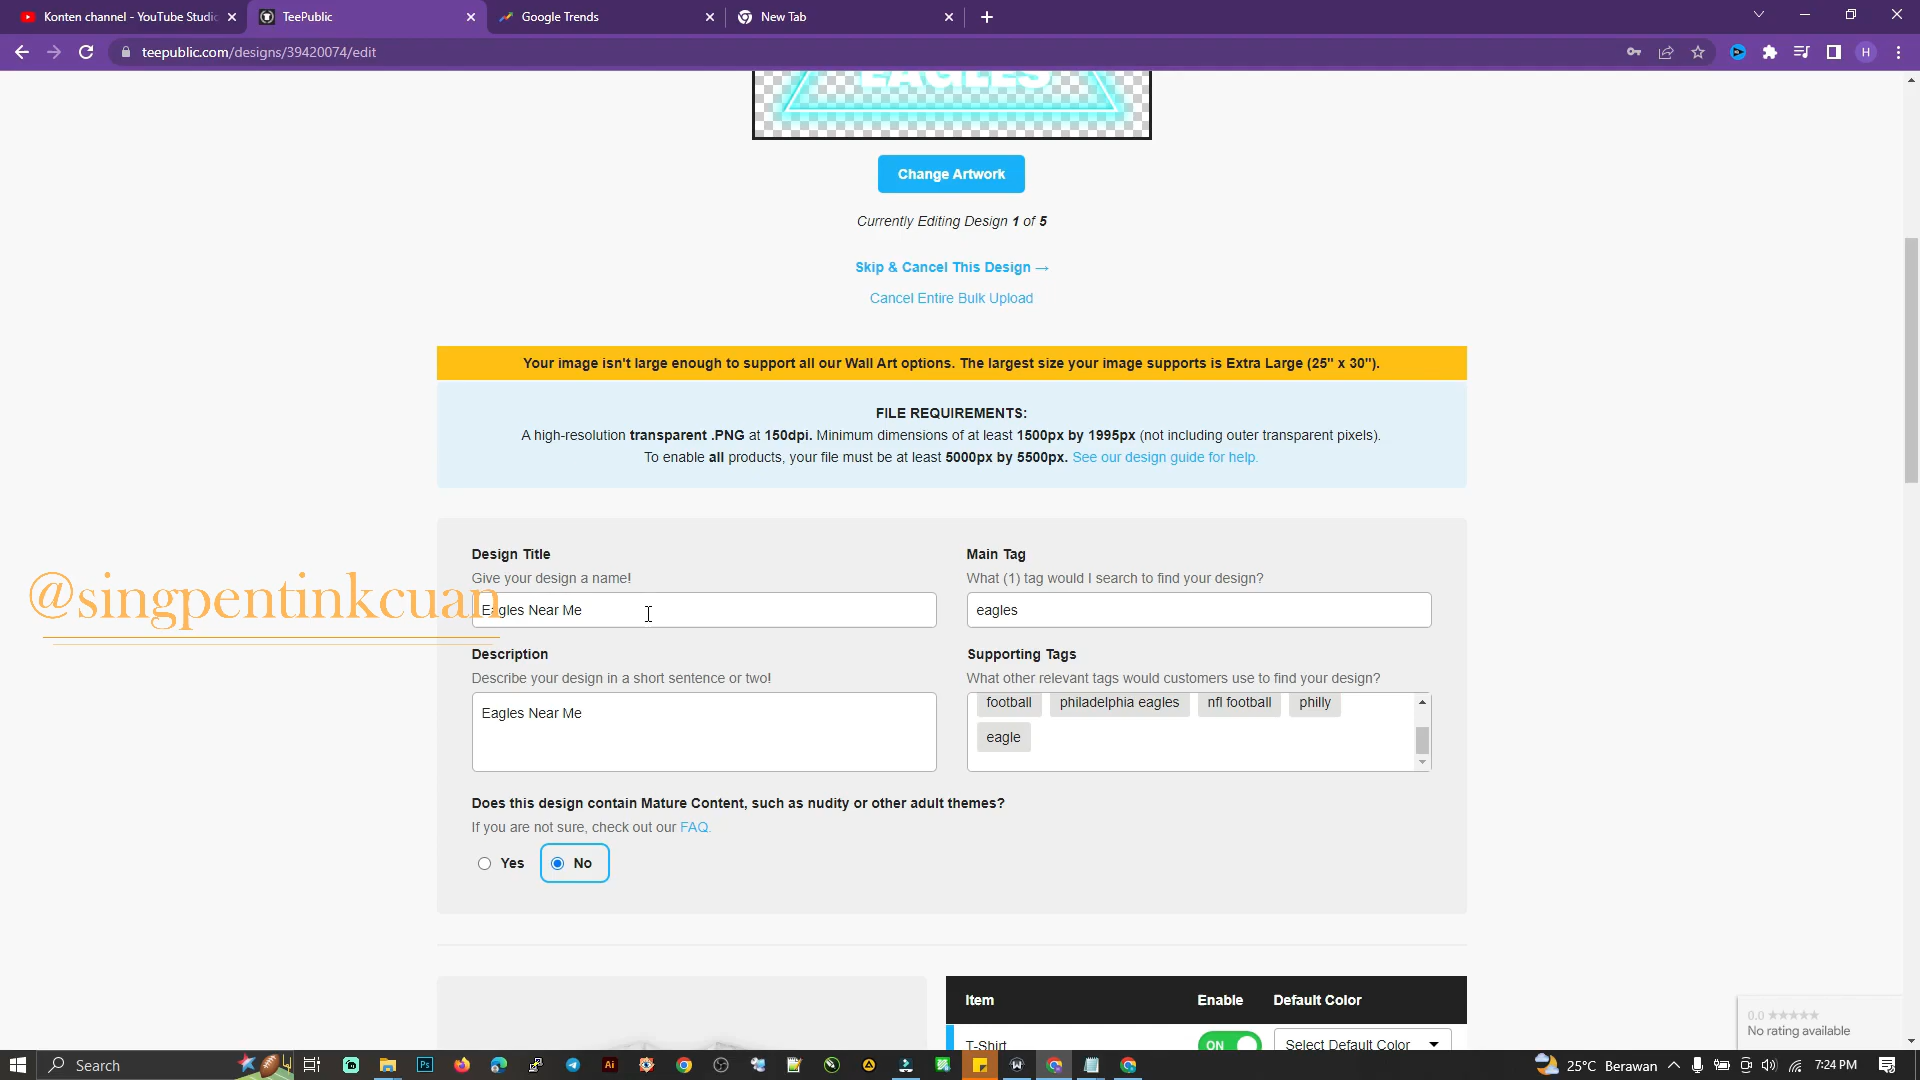 Konten channel - YouTube Studio
TeePublic
Google Trends
New Tab
teepublic.com/designs/39420074/edit
H
EAGLES
Change Artwork
Currently Editing Design 1 of 5
Skip & Cancel This Design →
Cancel Entire Bulk Upload
Your image isn't large enough to support all our Wall Art options. The largest size your image supports is Extra Large (25" x 30").
FILE REQUIREMENTS:
A high-resolution transparent .PNG at 150dpi. Minimum dimensions of at least 1500px by 1995px (not including outer transparent pixels).
To enable all products, your file must be at least 5000px by 5500px. See our design guide for help.
Design Title
Give your design a name!
Eagles Near Me
Main Tag
What (1) tag would I search to find your design?
eagles
@singpentinkcuan
Description
Describe your design in a short sentence or two!
Eagles Near Me
Supporting Tags
What other relevant tags would customers use to find your design?
football philadelphia eagles nfl football philly
eagle
Does this design contain Mature Content, such as nudity or other adult themes?
If you are not sure, check out our FAQ.
Yes No
Item Enable Default Color
T-Shirt ON Select Default Color
0.0 ★★★★★
No rating available
Search
Ps
Ai
25°C Berawan
7:24 PM